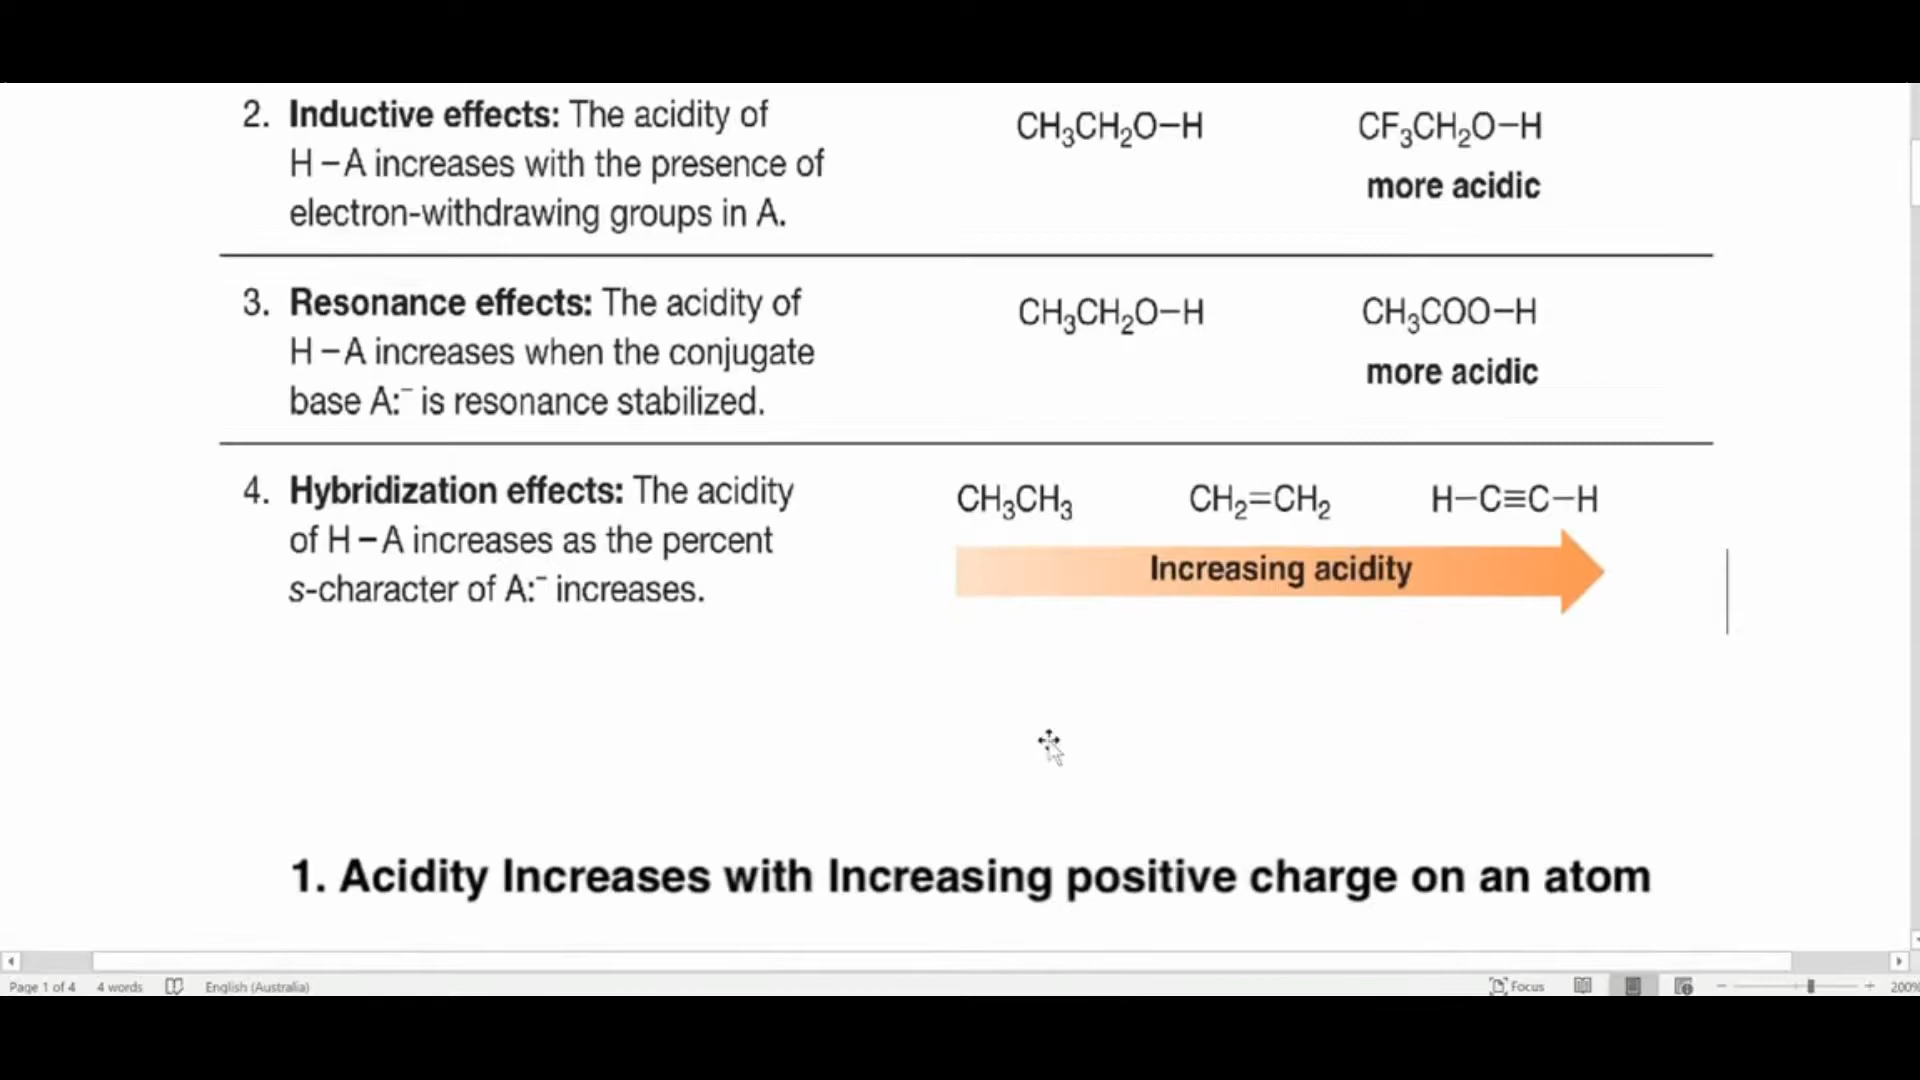 2. Inductive effects: The acidity of
H–A increases with the presence of
electron-withdrawing groups in A.
CH₃CH₂O–H
CF₃CH₂O–H
more acidic
3. Resonance effects: The acidity of
H–A increases when the conjugate
base A:⁻ is resonance stabilized.
CH₃CH₂O–H
CH₃COO–H
more acidic
4. Hybridization effects: The acidity
of H–A increases as the percent
s-character of A:⁻ increases.
CH₃CH₃
CH₂=CH₂
H–C≡C–H
Increasing acidity
1. Acidity Increases with Increasing positive charge on an atom
Page 1 of 4
4 words
English (Australia)
Focus
200%